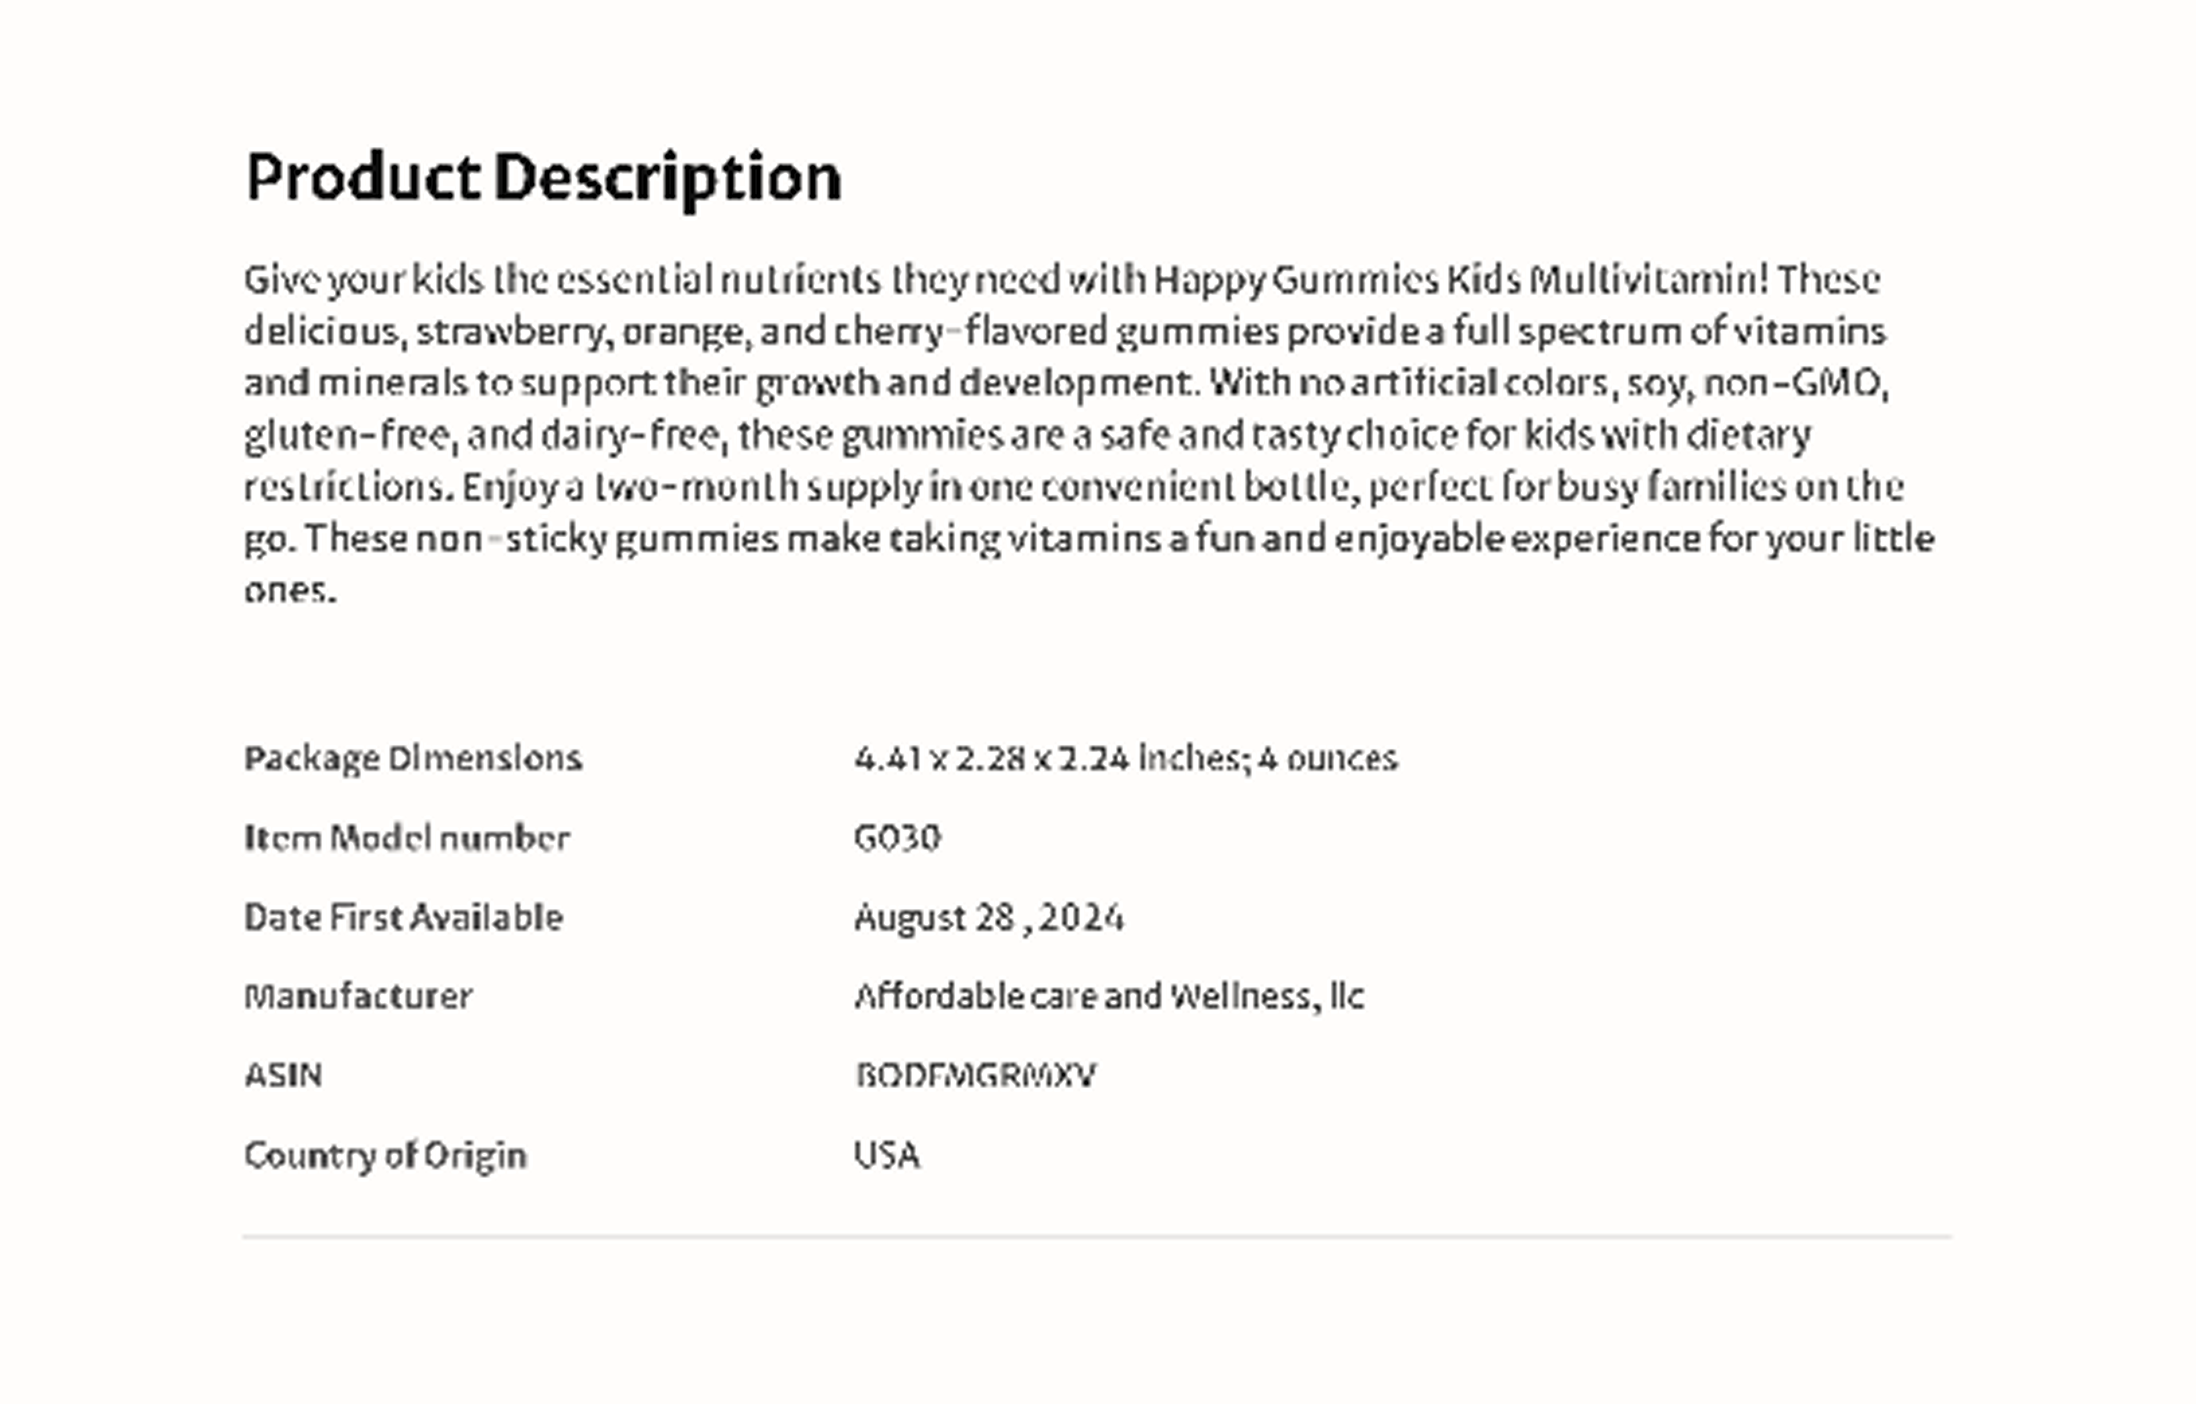 Product Description
Give your kids the essential nutrients they need with Happy Gummies Kids Multivitamin! These
delicious, strawberry, orange, and cherry-flavored gummies provide a full spectrum of vitamins
and minerals to support their growth and development. With no artificial colors, soy, non-GMO,
gluten-free, and dairy-free, these gummies are a safe and tasty choice for kids with dietary
restrictions. Enjoy a two-month supply in one convenient bottle, perfect for busy families on the
go. These non-sticky gummies make taking vitamins a fun and enjoyable experience for your little
ones.
Package Dimensions 4.41 x 2.28 x 2.24 inches; 4 ounces
Item Model number G030
Date First Available August 28 , 2024
Manufacturer Affordable care and Wellness, llc
ASIN B0DFMGRMXV
Country of Origin USA